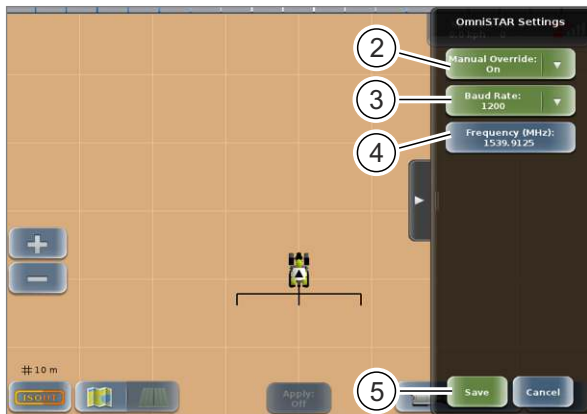 OmniSTAR Settings
2
Manual Override:
On
3
Baud Rate:
1200
4
Frequency (MHz):
1539.9125
10 m
Apply:
Off
5
Save
Cancel